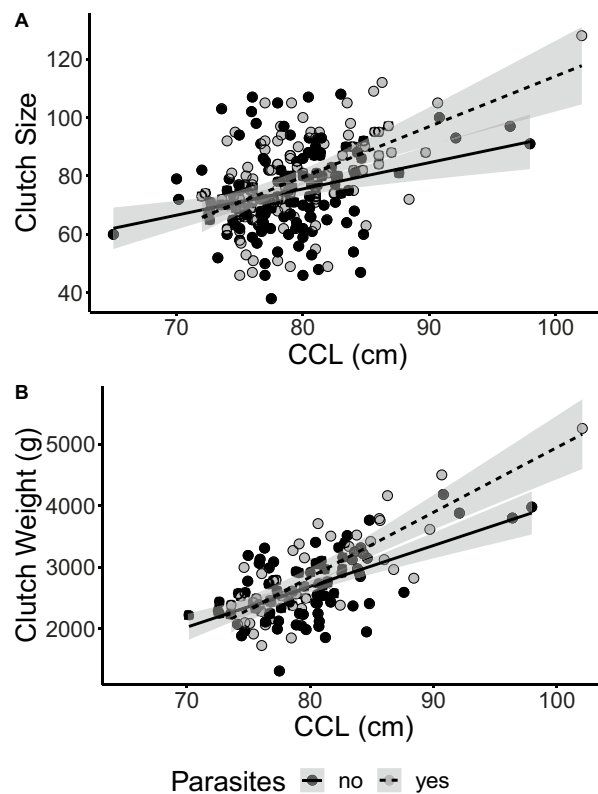 A
Clutch Size
120
100
80
60
40
70 80 90 100
CCL (cm)
B
Clutch Weight (g)
5000
4000
3000
2000
70 80 90 100
CCL (cm)
Parasites no yes